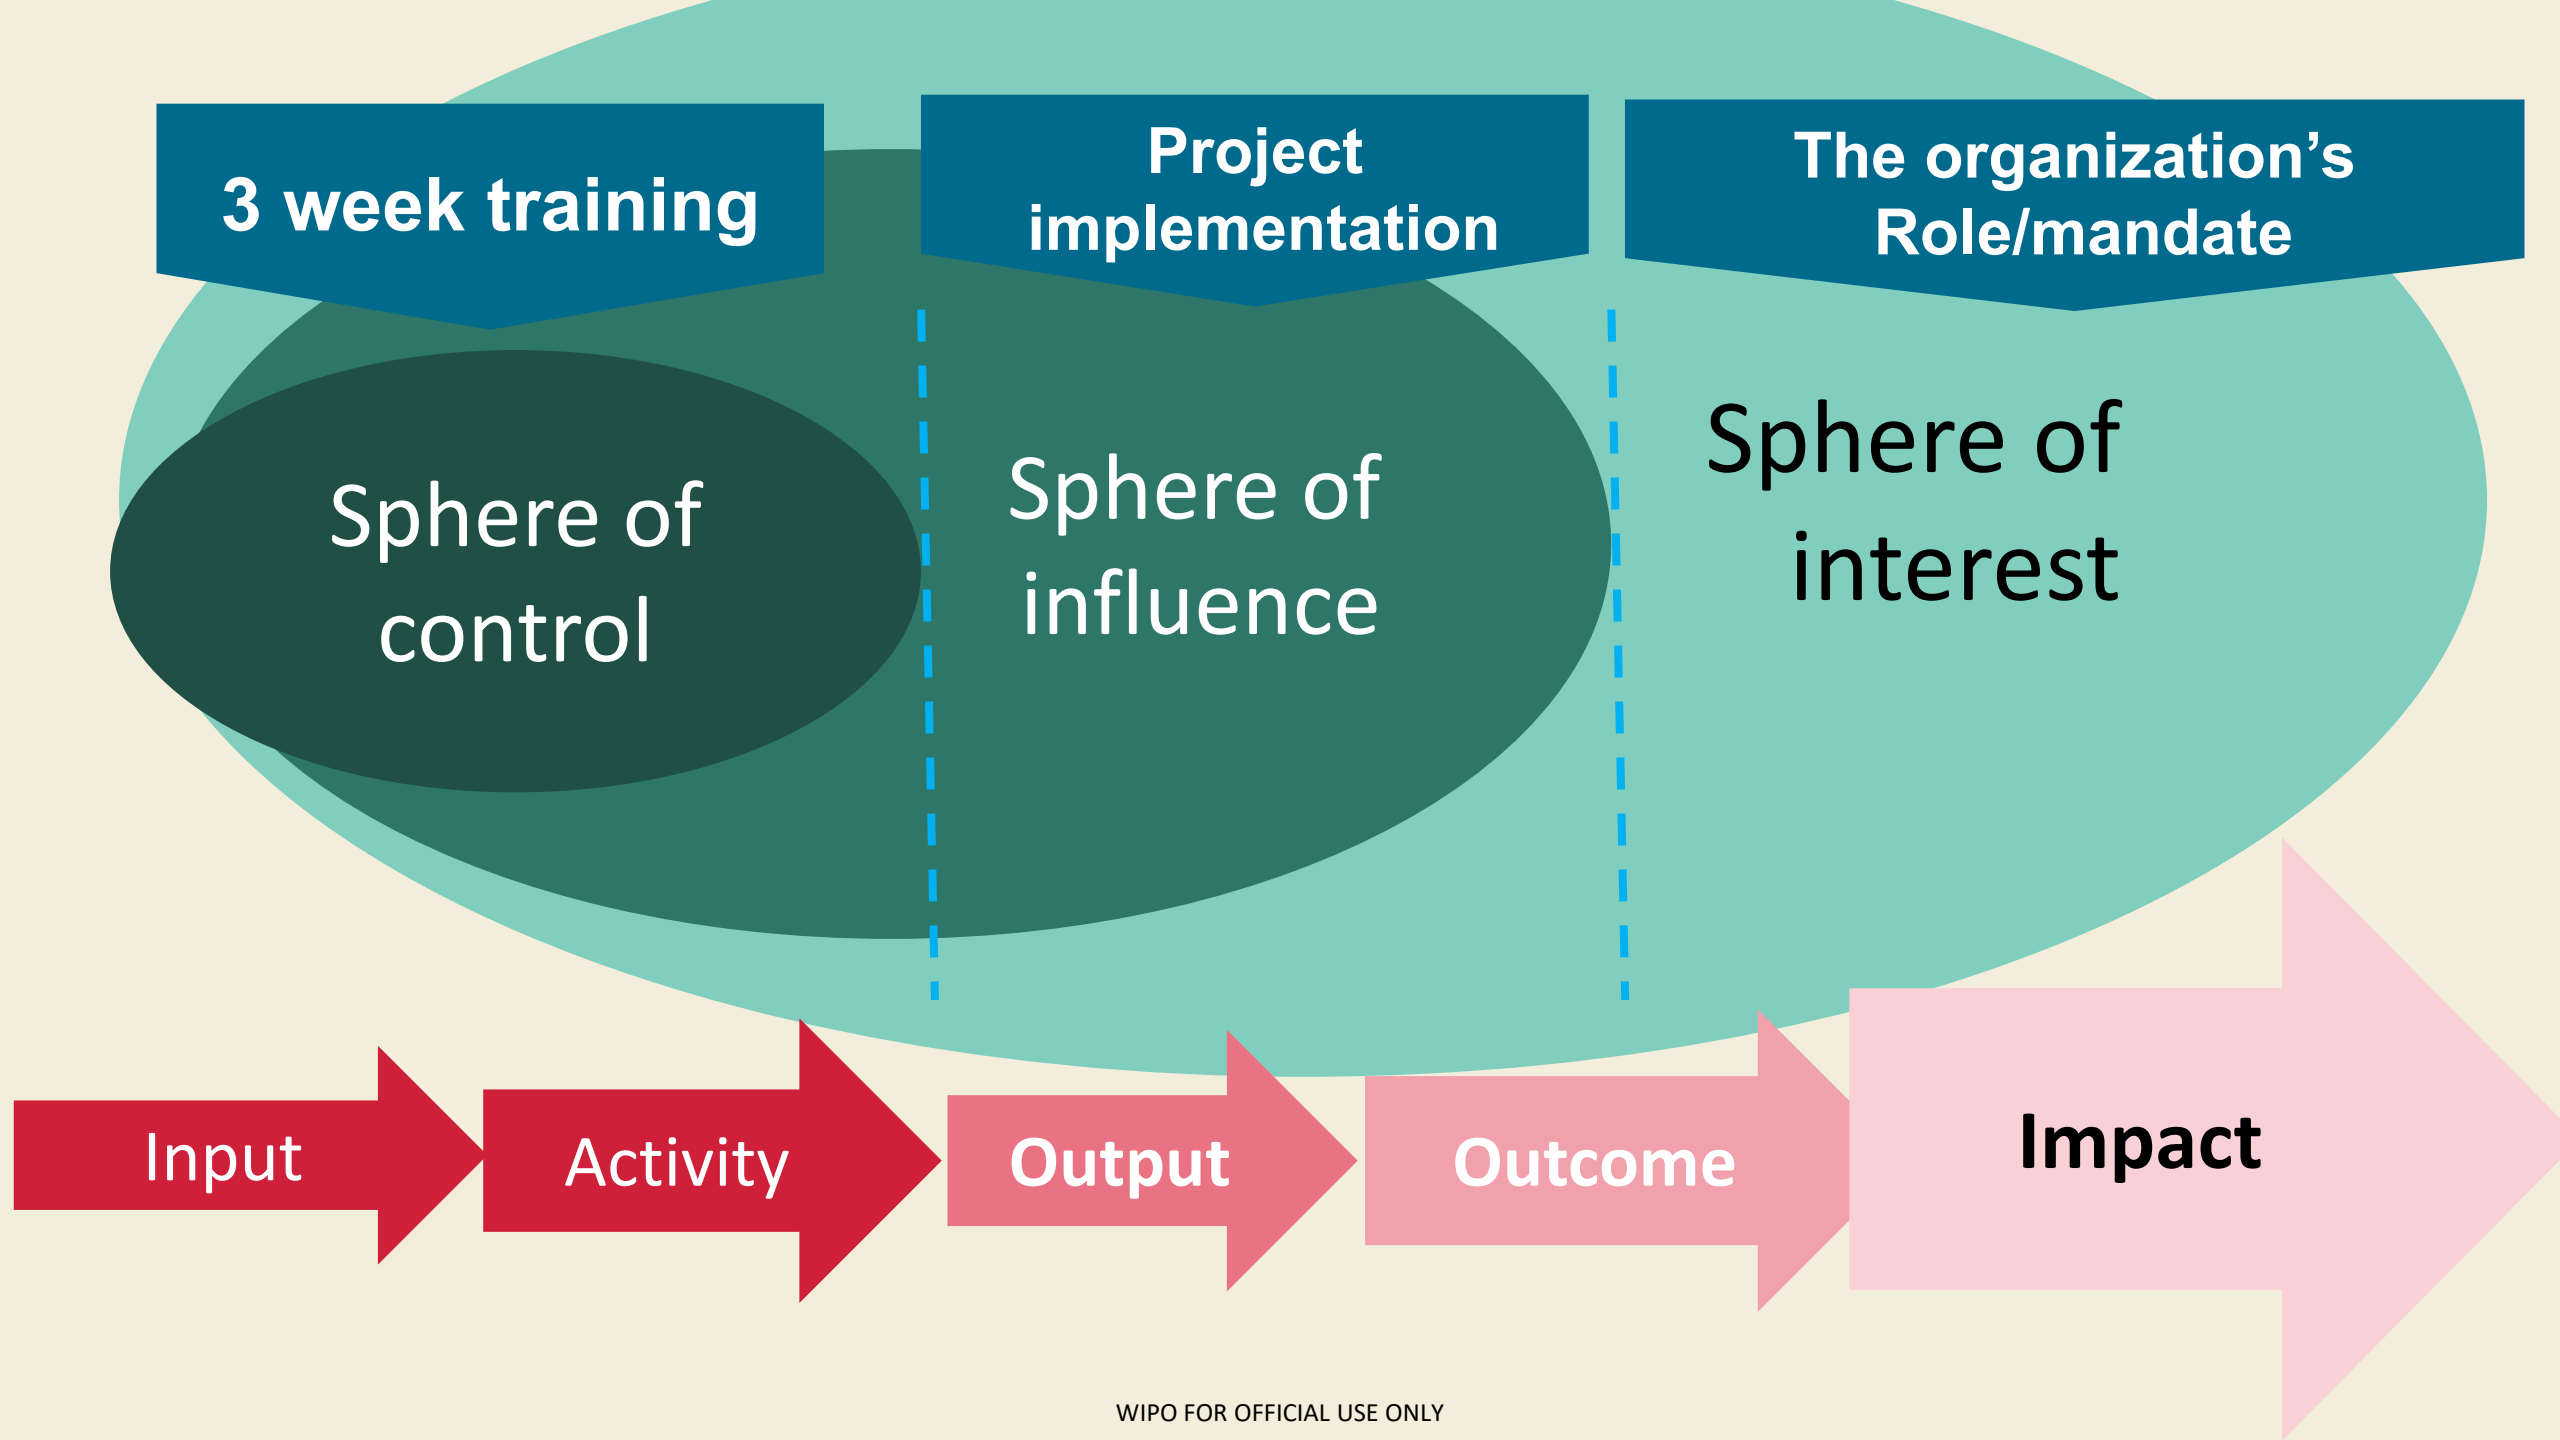 3 week training
Project
implementation
The organization’s
Role/mandate
Sphere of
control
Sphere of
influence
Sphere of
interest
Input
Activity
Output
Outcome
Impact
WIPO FOR OFFICIAL USE ONLY